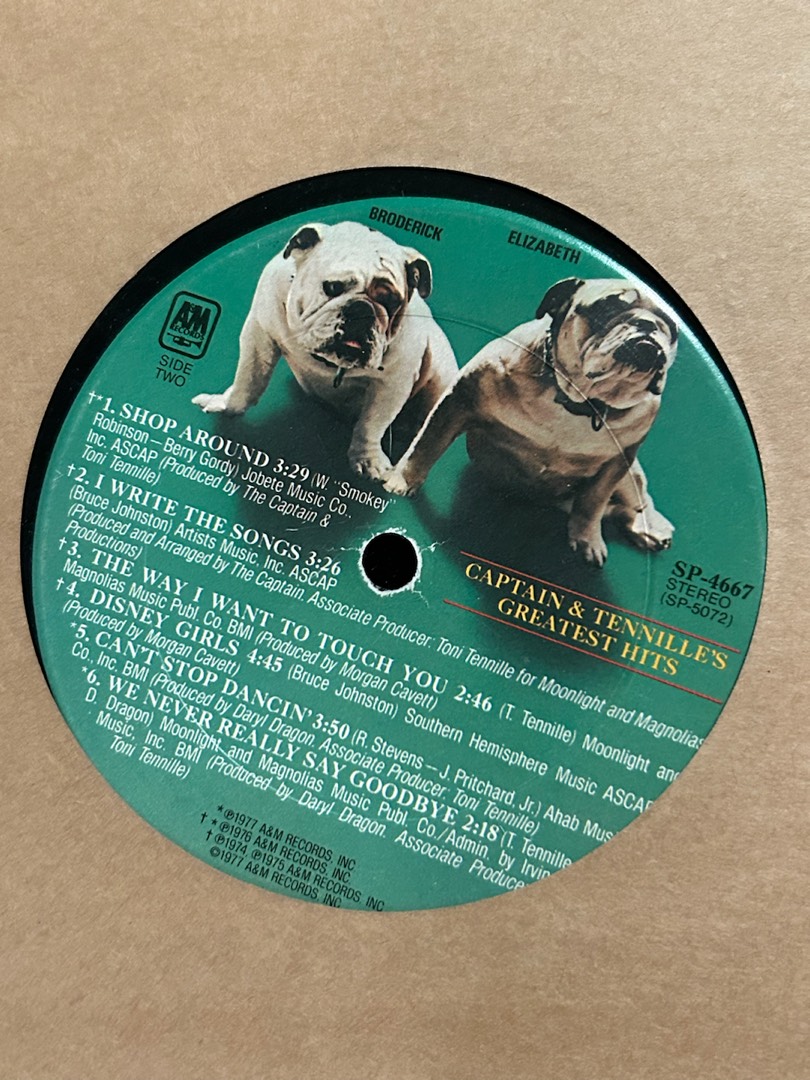 BRODERICK
ELIZABETH
A&M
RECORDS
SIDE
TWO
†*1. SHOP AROUND 3:29 (W. "Smokey"
Robinson—Berry Gordy) Jobete Music Co.,
Inc. ASCAP (Produced by The Captain &
Toni Tennille)
†2. I WRITE THE SONGS 3:26
(Bruce Johnston) Artists Music, Inc. ASCAP
(Produced and Arranged by The Captain. Associate Producer: Toni Tennille for Moonlight and Magnolias
Productions)
†3. THE WAY I WANT TO TOUCH YOU 2:46 (T. Tennille) Moonlight and
Magnolias Music Publ. Co. BMI (Produced by Morgan Cavett)
†4. DISNEY GIRLS 4:45 (Bruce Johnston) Southern Hemisphere Music ASCAP
(Produced by Morgan Cavett)
*5. CAN'T STOP DANCIN' 3:50 (R. Stevens—J. Pritchard, Jr.) Ahab Mus
Co., Inc. BMI (Produced by Daryl Dragon. Associate Producer: Toni Tennille)
*6. WE NEVER REALLY SAY GOODBYE 2:18 (T. Tennille
D. Dragon) Moonlight and Magnolias Music Publ. Co./Admin. by Irvin
Music, Inc. BMI (Produced by Daryl Dragon. Associate Produce
Toni Tennille)
CAPTAIN & TENNILLE'S
GREATEST HITS
SP-4667
STEREO
(SP-5072)
*℗1977 A&M RECORDS, INC
†*℗1976 A&M RECORDS, INC
†℗1974, ℗1975 A&M RECORDS, INC
©1977 A&M RECORDS, INC